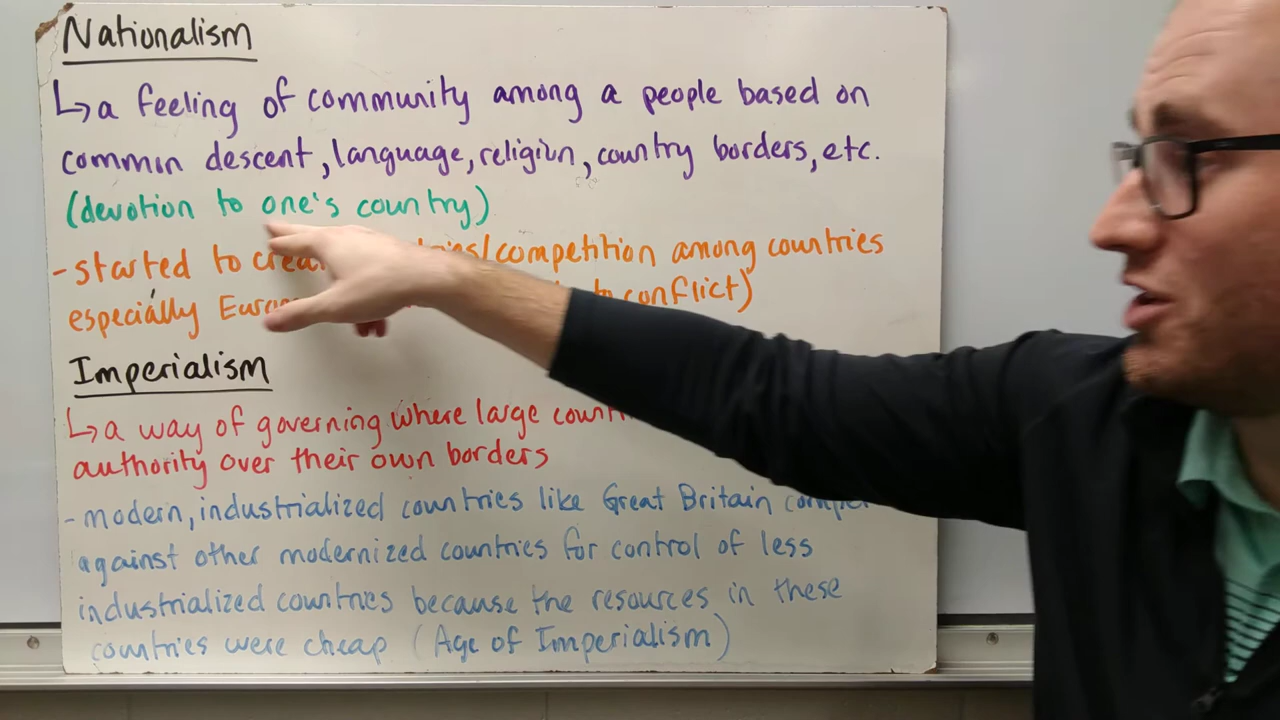 Nationalism
↳ a feeling of community among a people based on
common descent, language, religion, country borders, etc.
(devotion to one's country)
- started to competition among countries
especially conflict)
Imperialism
↳ a way of governing where large
authority over their own borders
- modern, industrialized countries like Great Britain
against other modernized countries for control of less
industrialized countries because the resources in these
countries were cheap (Age of Imperialism)